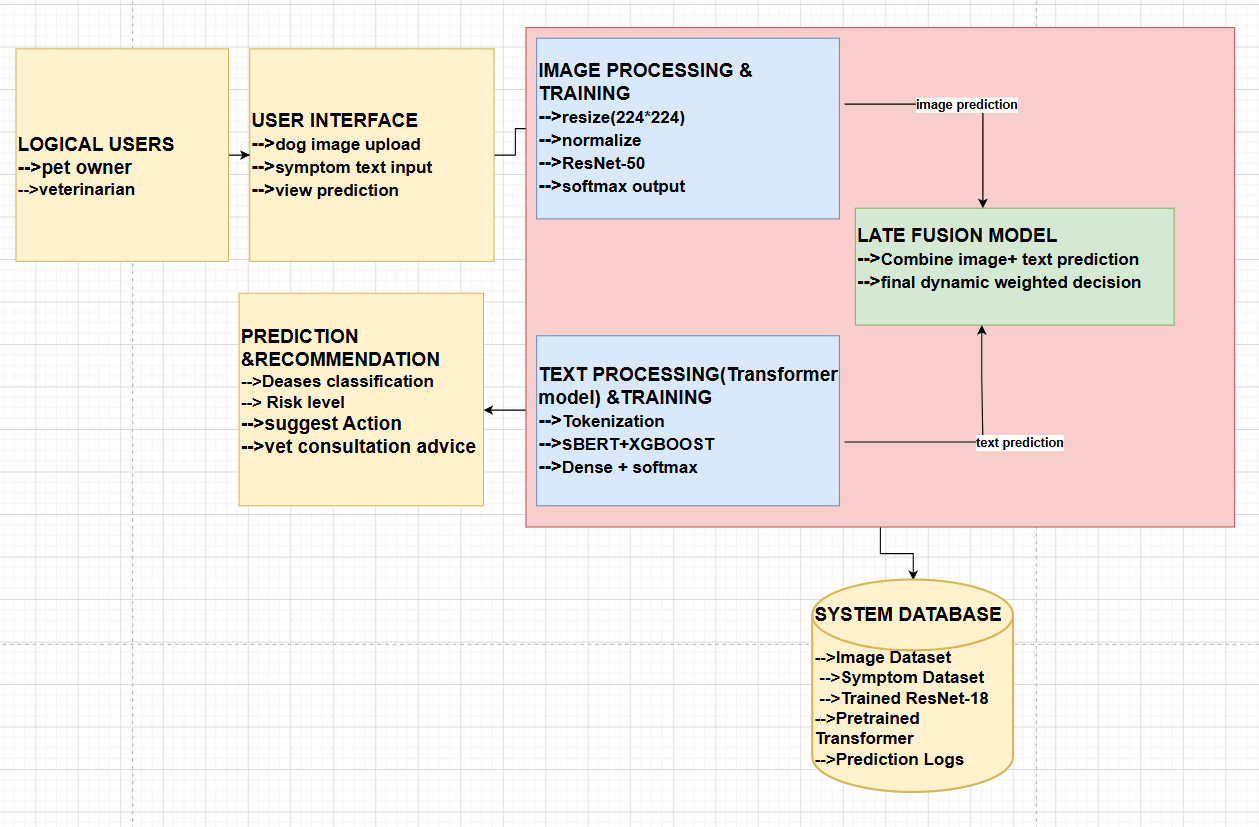 LOGICAL USERS
-->pet owner
-->veterinarian
USER INTERFACE
-->dog image upload
-->symptom text input
-->view prediction
IMAGE PROCESSING &
TRAINING
-->resize(224*224)
-->normalize
-->ResNet-50
-->softmax output
image prediction
LATE FUSION MODEL
-->Combine image+ text prediction
-->final dynamic weighted decision
PREDICTION
&RECOMMENDATION
-->Deases classification
--> Risk level
-->suggest Action
-->vet consultation advice
TEXT PROCESSING(Transformer
model) &TRAINING
-->Tokenization
-->SBERT+XGBOOST
-->Dense + softmax
text prediction
SYSTEM DATABASE
-->Image Dataset
-->Symptom Dataset
-->Trained ResNet-18
-->Pretrained
Transformer
-->Prediction Logs